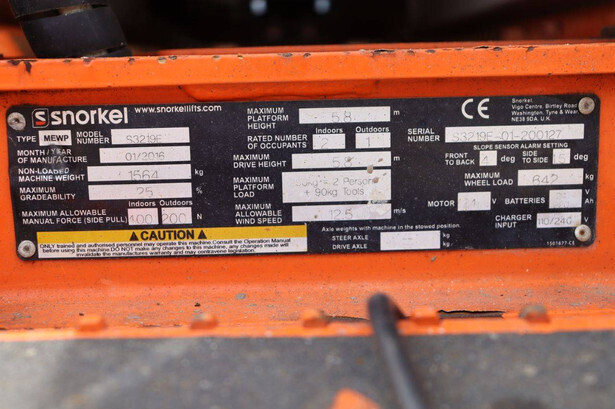 snorkel www.snorkellifts.com
TYPE MEWP MODEL NUMBER S3219E
MONTH / YEAR OF MANUFACTURE 01/2016
NON-LOADED MACHINE WEIGHT 1564 kg
MAXIMUM GRADEABILITY 25 %
Indoors Outdoors
MAXIMUM ALLOWABLE MANUAL FORCE (SIDE PULL) 400 200 N
CAUTION
ONLY trained and authorised personnel may operate this machine.Consult the Operation Manual
before using this machine.DO NOT make any changes to this machine, any changes made will
invalidate the manufacturers warranty and may contravene legislation.
MAXIMUM PLATFORM HEIGHT 5.8 m
Indoors Outdoors
RATED NUMBER OF OCCUPANTS 2 1
MAXIMUM DRIVE HEIGHT 5.8 m
MAXIMUM PLATFORM LOAD 2 Persons
+ 90kg Tools
MAXIMUM ALLOWABLE WIND SPEED 12.5 m/s
Axle weights with machine in the stowed position.
STEER AXLE kg
DRIVE AXLE kg
CE
Snorkel,
Vigo Centre, Birtley Road
Washington, Tyne & Wear
NE38 9DA, U.K.
SERIAL NUMBER S3219E-01-200127
SLOPE SENSOR ALARM SETTING
FRONT TO BACK deg SIDE TO SIDE deg
MAXIMUM WHEEL LOAD 642 kg
MOTOR V BATTERIES V Ah
CHARGER INPUT 110/240 V
1501677-CE